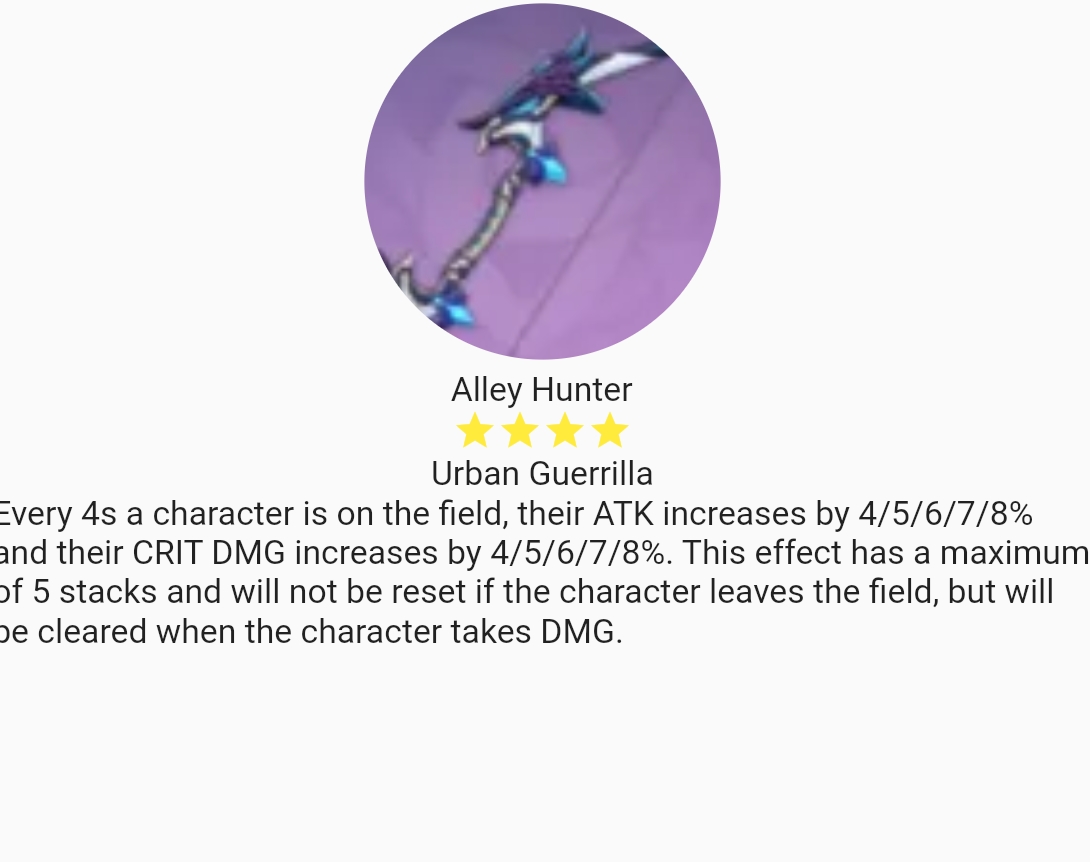 Alley Hunter
Urban Guerrilla
Every 4s a character is on the field, their ATK increases by 4/5/6/7/8%
and their CRIT DMG increases by 4/5/6/7/8%. This effect has a maximum
of 5 stacks and will not be reset if the character leaves the field, but will
be cleared when the character takes DMG.